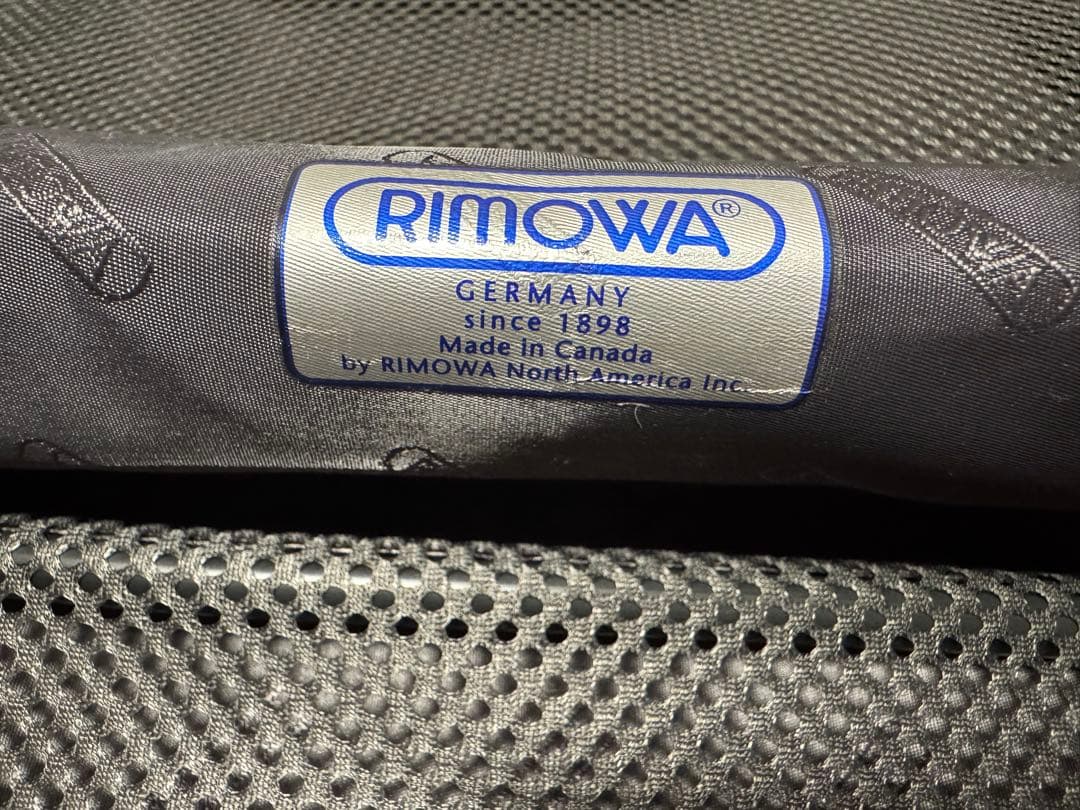 RIMOWA®
GERMANY
since 1898
Made in Canada
by RIMOWA North America Inc.